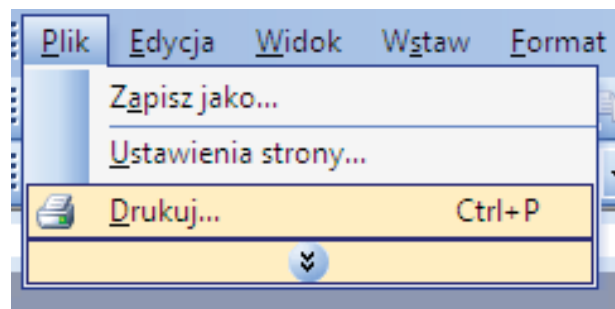 Plik Edycja Widok Wstaw Format
Zapisz jako...
Ustawienia strony...
Drukuj... Ctrl+P